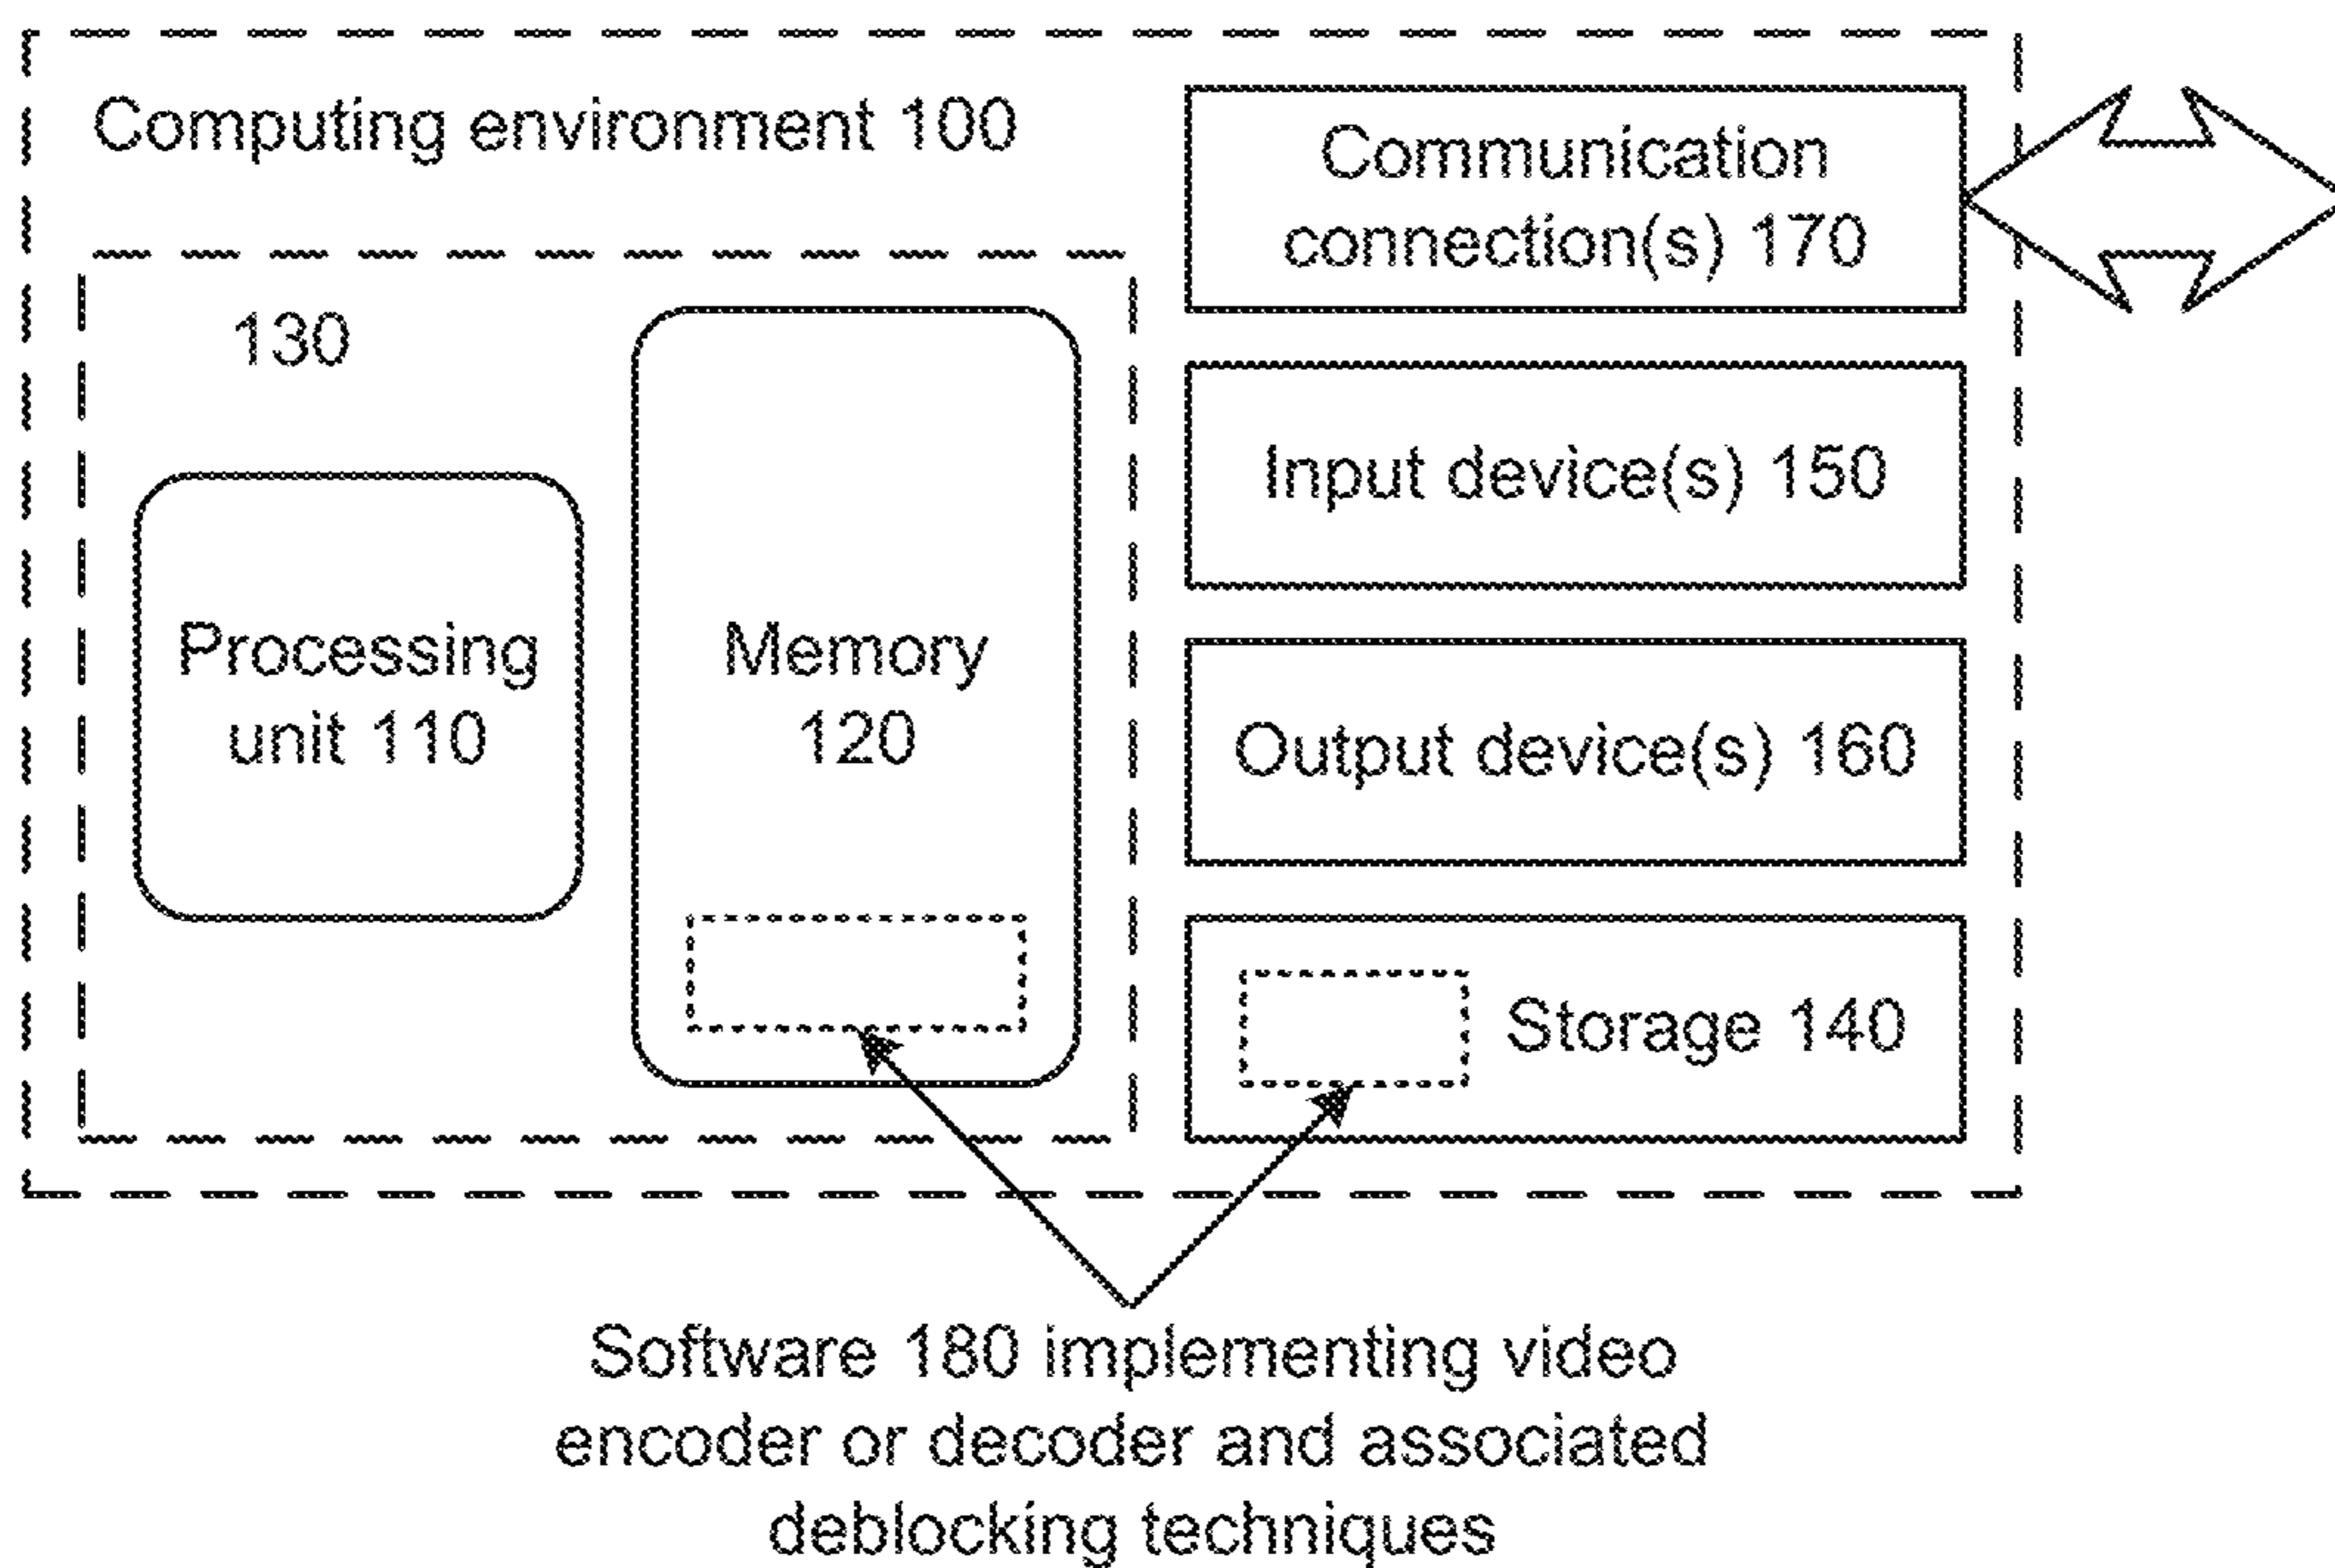 Computing environment 100
130
Processing
unit 110
Memory
120
Communication
connection(s) 170
Input device(s) 150
Output device(s) 160
Storage 140
Software 180 implementing video
encoder or decoder and associated
deblocking techniques